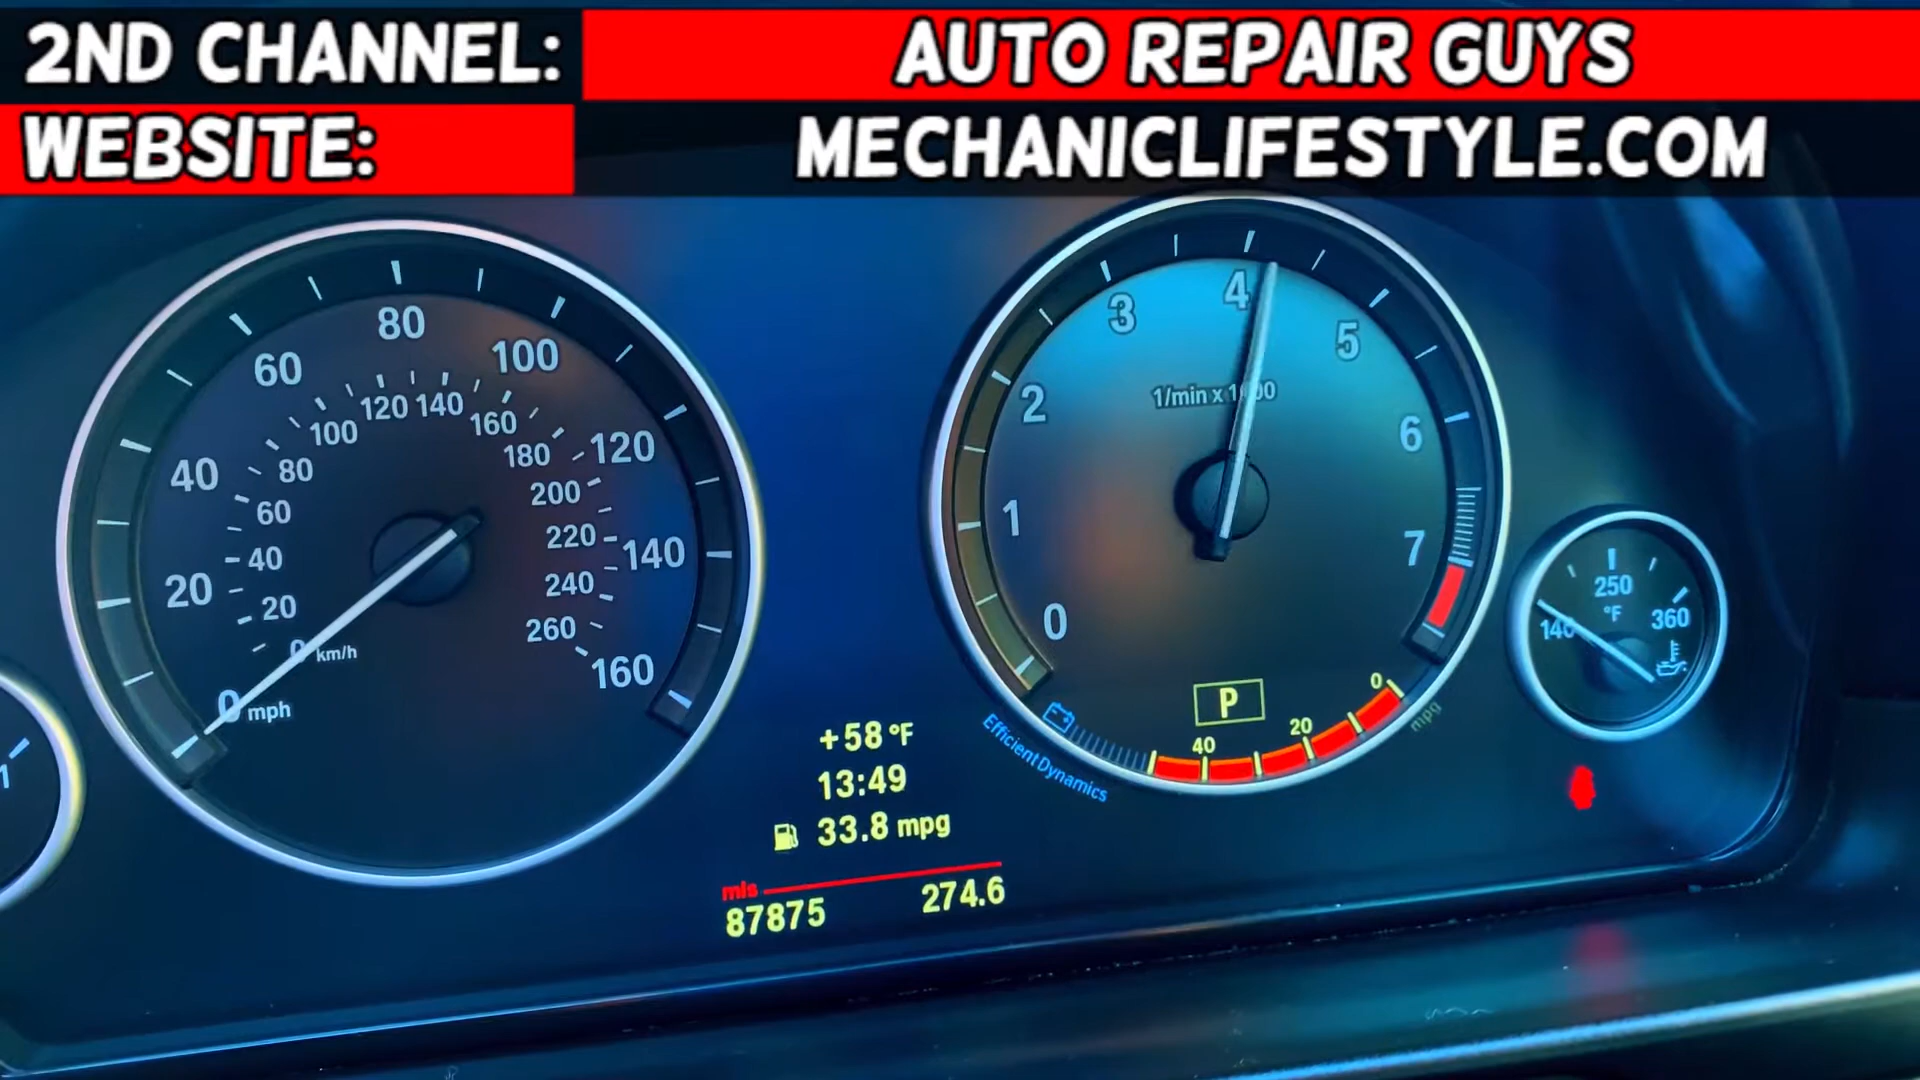 2ND CHANNEL: AUTO REPAIR GUYS
WEBSITE: MECHANICLIFESTYLE.COM
0 20 40 60 80 100 120 140 160
mph
0 20 40 60 80 100 120 140 160 180 200 220 240 260
km/h
0 1 2 3 4 5 6 7
1/min x 1000
140 250 360
°F
P
40 20 0
mpg
EfficientDynamics
+58 °F
13:49
33.8 mpg
mls
87875 274.6
1